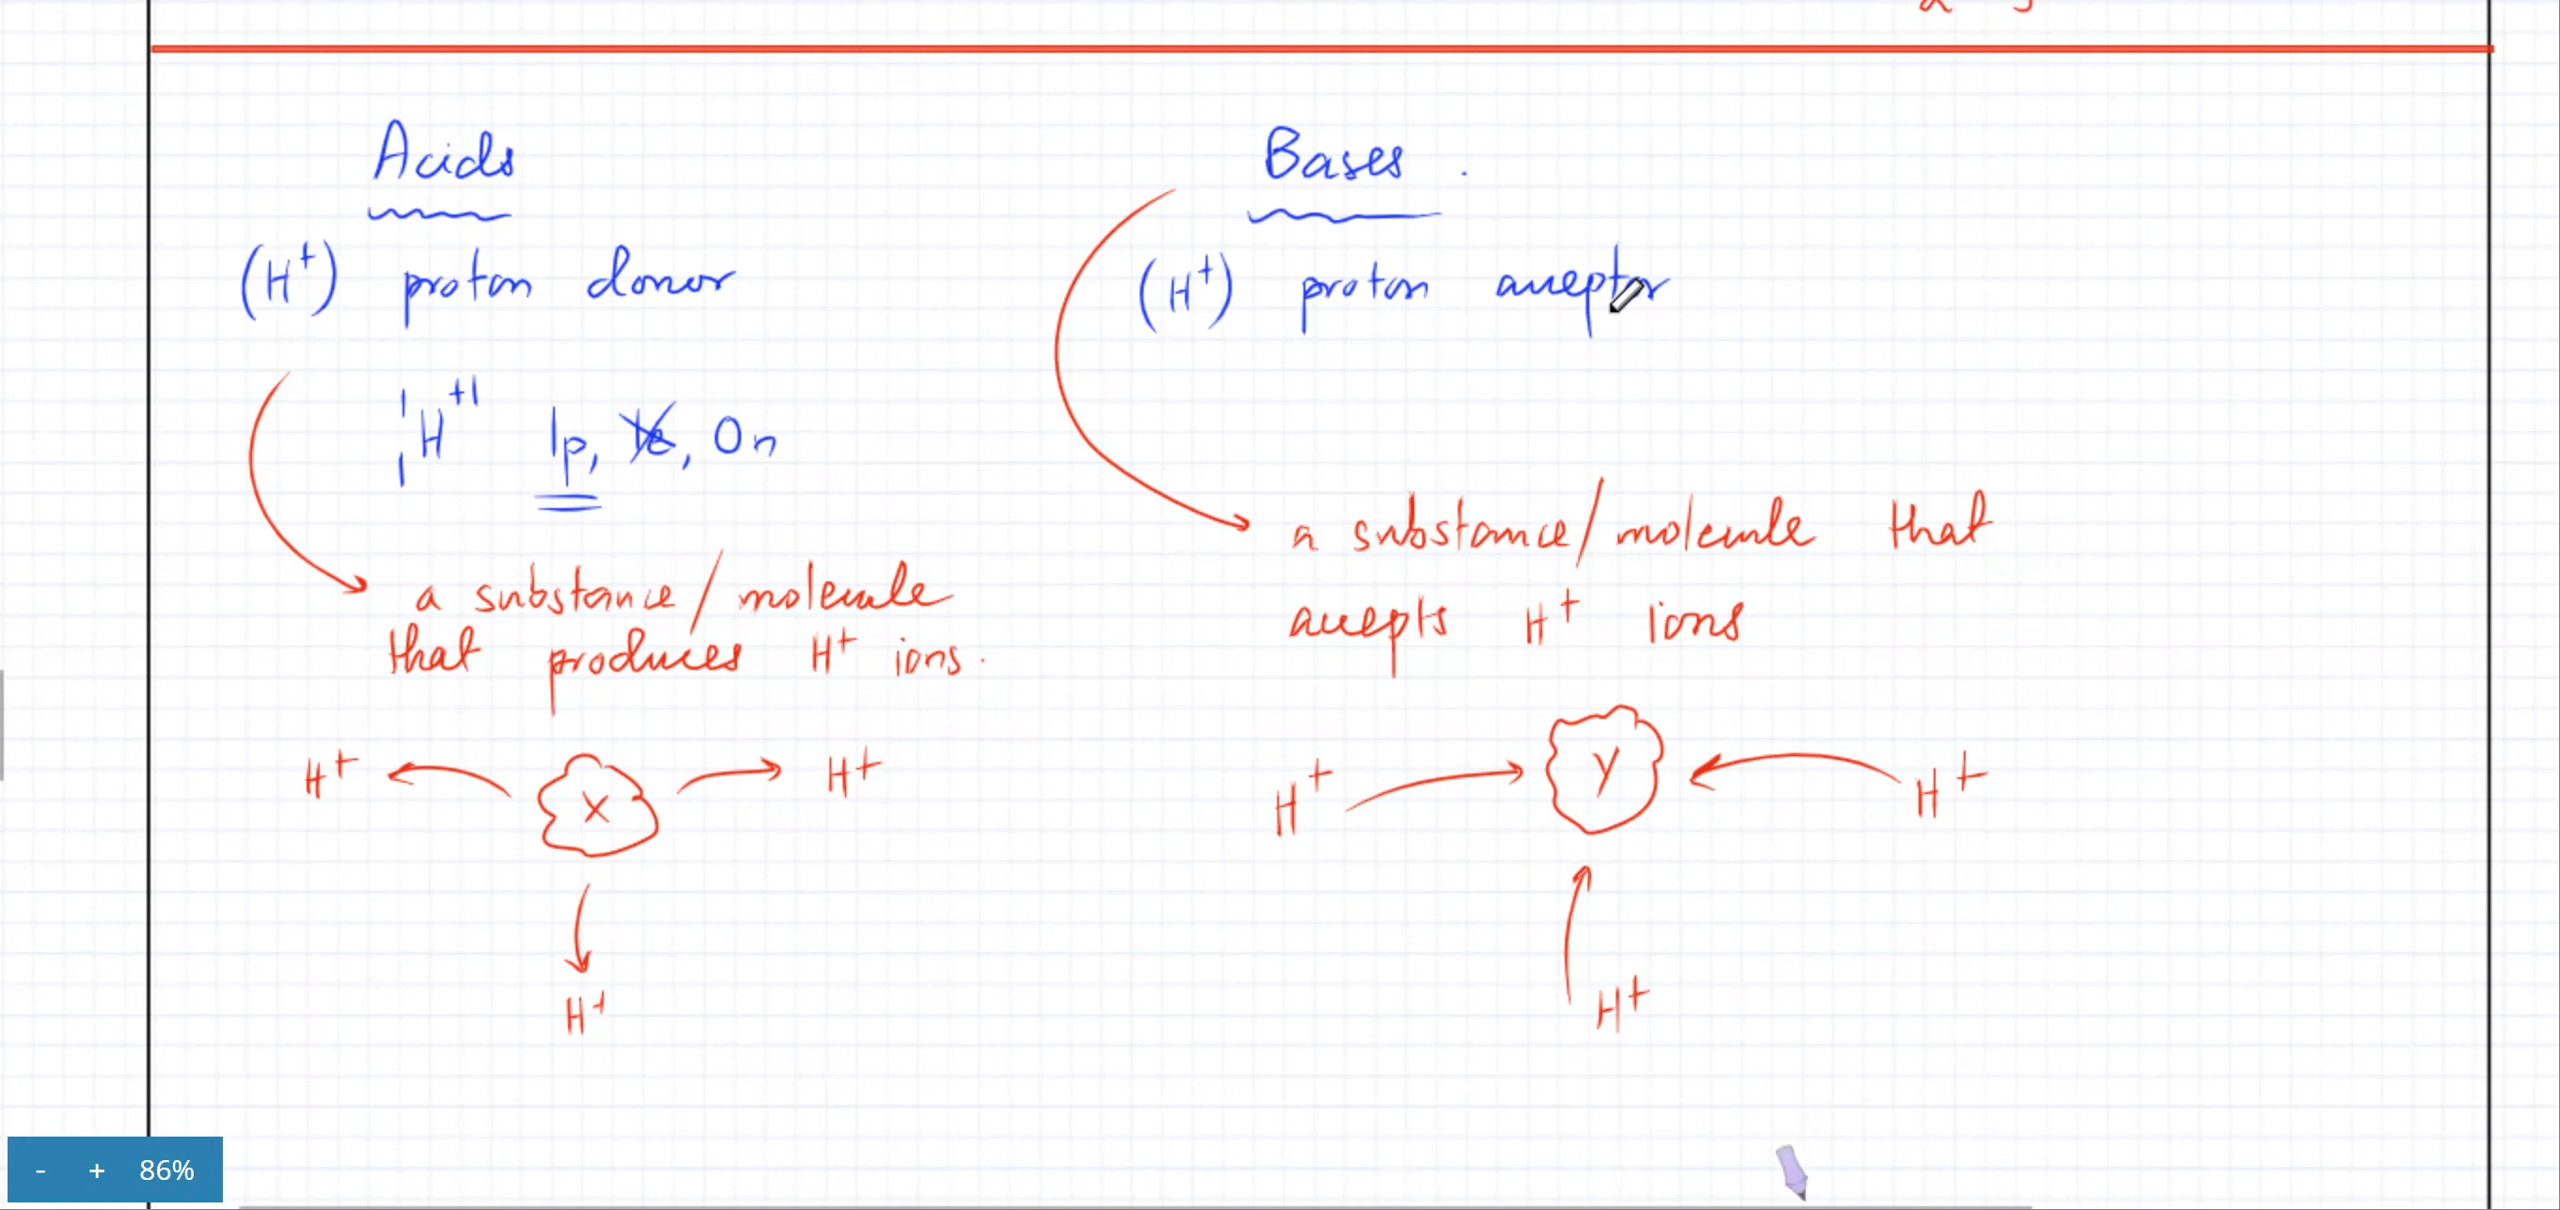 Acids
(H⁺) proton donor
¹₁H⁺¹ 1p, 1e, 0n
a substance/molecule
that produces H⁺ ions.
H⁺ X H⁺
H⁺
Bases.
(H⁺) proton acceptor
a substance/molecule that
accepts H⁺ ions
H⁺ Y H⁺
H⁺
- + 86%